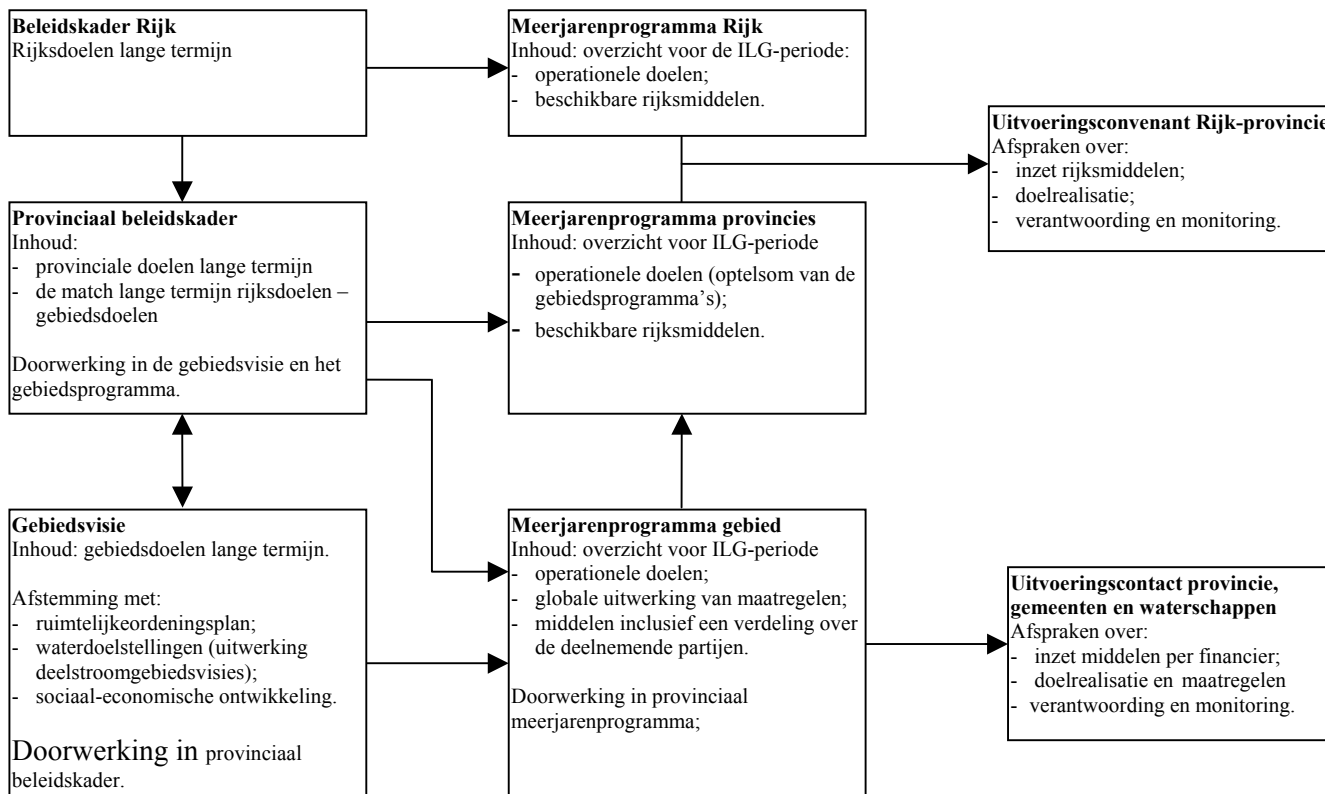 Beleidskader Rijk
Rijksdoelen lange termijn
Meerjarenprogramma Rijk
Inhoud: overzicht voor de ILG-periode:
- operationele doelen;
- beschikbare rijksmiddelen.
Uitvoeringsconvenant Rijk-provincie
Afspraken over:
- inzet rijksmiddelen;
- doelrealisatie;
- verantwoording en monitoring.
Provinciaal beleidskader
Inhoud:
- provinciale doelen lange termijn
- de match lange termijn rijksdoelen –
gebiedsdoelen
Doorwerking in de gebiedsvisie en het
gebiedsprogramma.
Meerjarenprogramma provincies
Inhoud: overzicht voor ILG-periode
- operationele doelen (optelsom van de
gebiedsprogramma’s);
- beschikbare rijksmiddelen.
Gebiedsvisie
Inhoud: gebiedsdoelen lange termijn.
Afstemming met:
- ruimtelijkeordeningsplan;
- waterdoelstellingen (uitwerking
deelstroomgebiedsvisies);
- sociaal-economische ontwikkeling.
Doorwerking in provinciaal
beleidskader.
Meerjarenprogramma gebied
Inhoud: overzicht voor ILG-periode
- operationele doelen;
- globale uitwerking van maatregelen;
- middelen inclusief een verdeling over
de deelnemende partijen.
Doorwerking in provinciaal
meerjarenprogramma;
Uitvoeringscontact provincie,
gemeenten en waterschappen
Afspraken over:
- inzet middelen per financier;
- doelrealisatie en maatregelen
- verantwoording en monitoring.